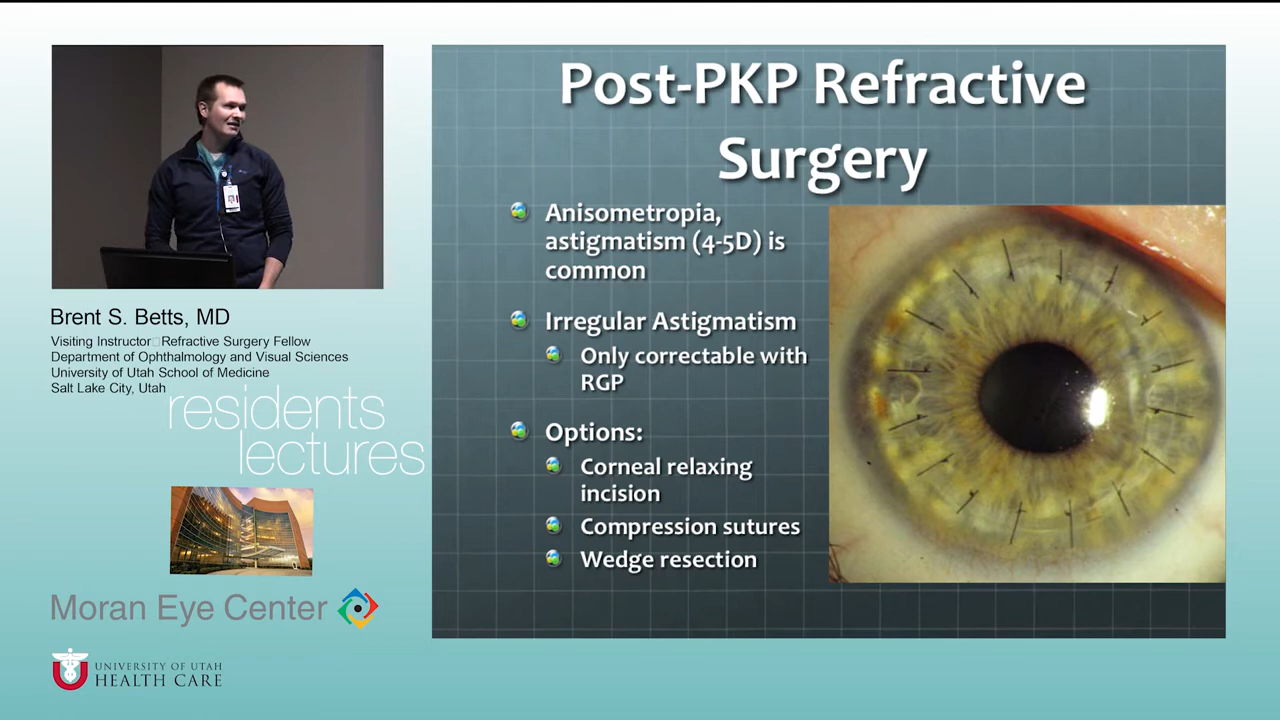 Post-PKP Refractive
Surgery
Anisometropia,
astigmatism (4-5D) is
common
Irregular Astigmatism
Only correctable with
RGP
Options:
Corneal relaxing
incision
Compression sutures
Wedge resection
Brent S. Betts, MD
Visiting Instructor□Refractive Surgery Fellow
Department of Ophthalmology and Visual Sciences
University of Utah School of Medicine
Salt Lake City, Utah
residents
lectures
Moran Eye Center
UNIVERSITY OF UTAH
HEALTH CARE